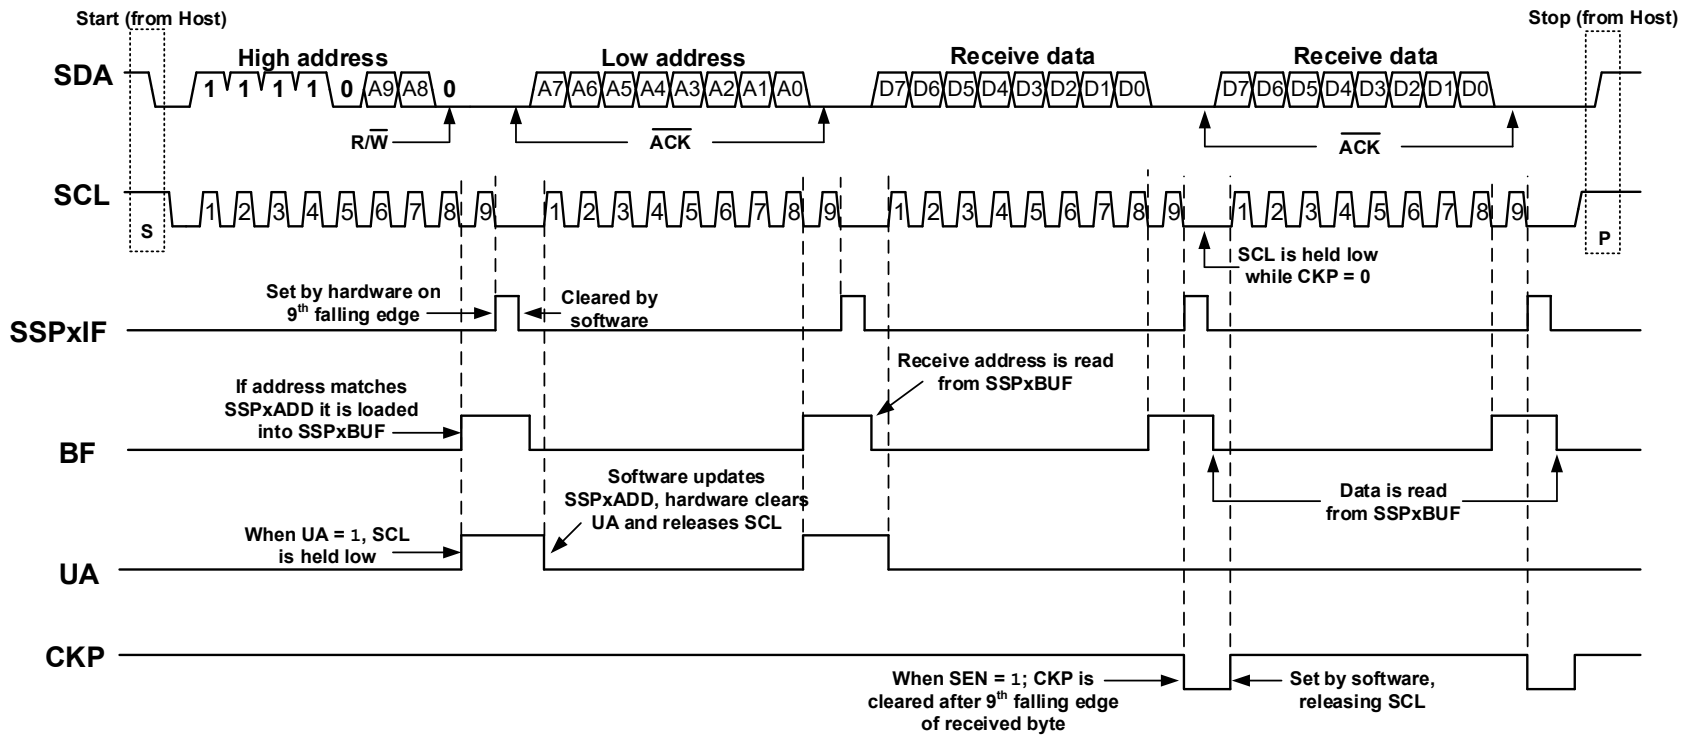 Start (from Host)
Stop (from Host)
High address
Low address
Receive data
Receive data
SDA
1 1 1 1 0 A9 A8 0
A7 A6 A5 A4 A3 A2 A1 A0
D7 D6 D5 D4 D3 D2 D1 D0
D7 D6 D5 D4 D3 D2 D1 D0
R/W
ACK
ACK
SCL
1 2 3 4 5 6 7 8 9
1 2 3 4 5 6 7 8 9
1 2 3 4 5 6 7 8 9
1 2 3 4 5 6 7 8 9
S
P
SCL is held low
while CKP = 0
Set by hardware on
9th falling edge
Cleared by
software
SSPxIF
If address matches
SSPxADD it is loaded
into SSPxBUF
Receive address is read
from SSPxBUF
BF
Software updates
SSPxADD, hardware clears
UA and releases SCL
Data is read
from SSPxBUF
When UA = 1, SCL
is held low
UA
CKP
When SEN = 1; CKP is
cleared after 9th falling edge
of received byte
Set by software,
releasing SCL